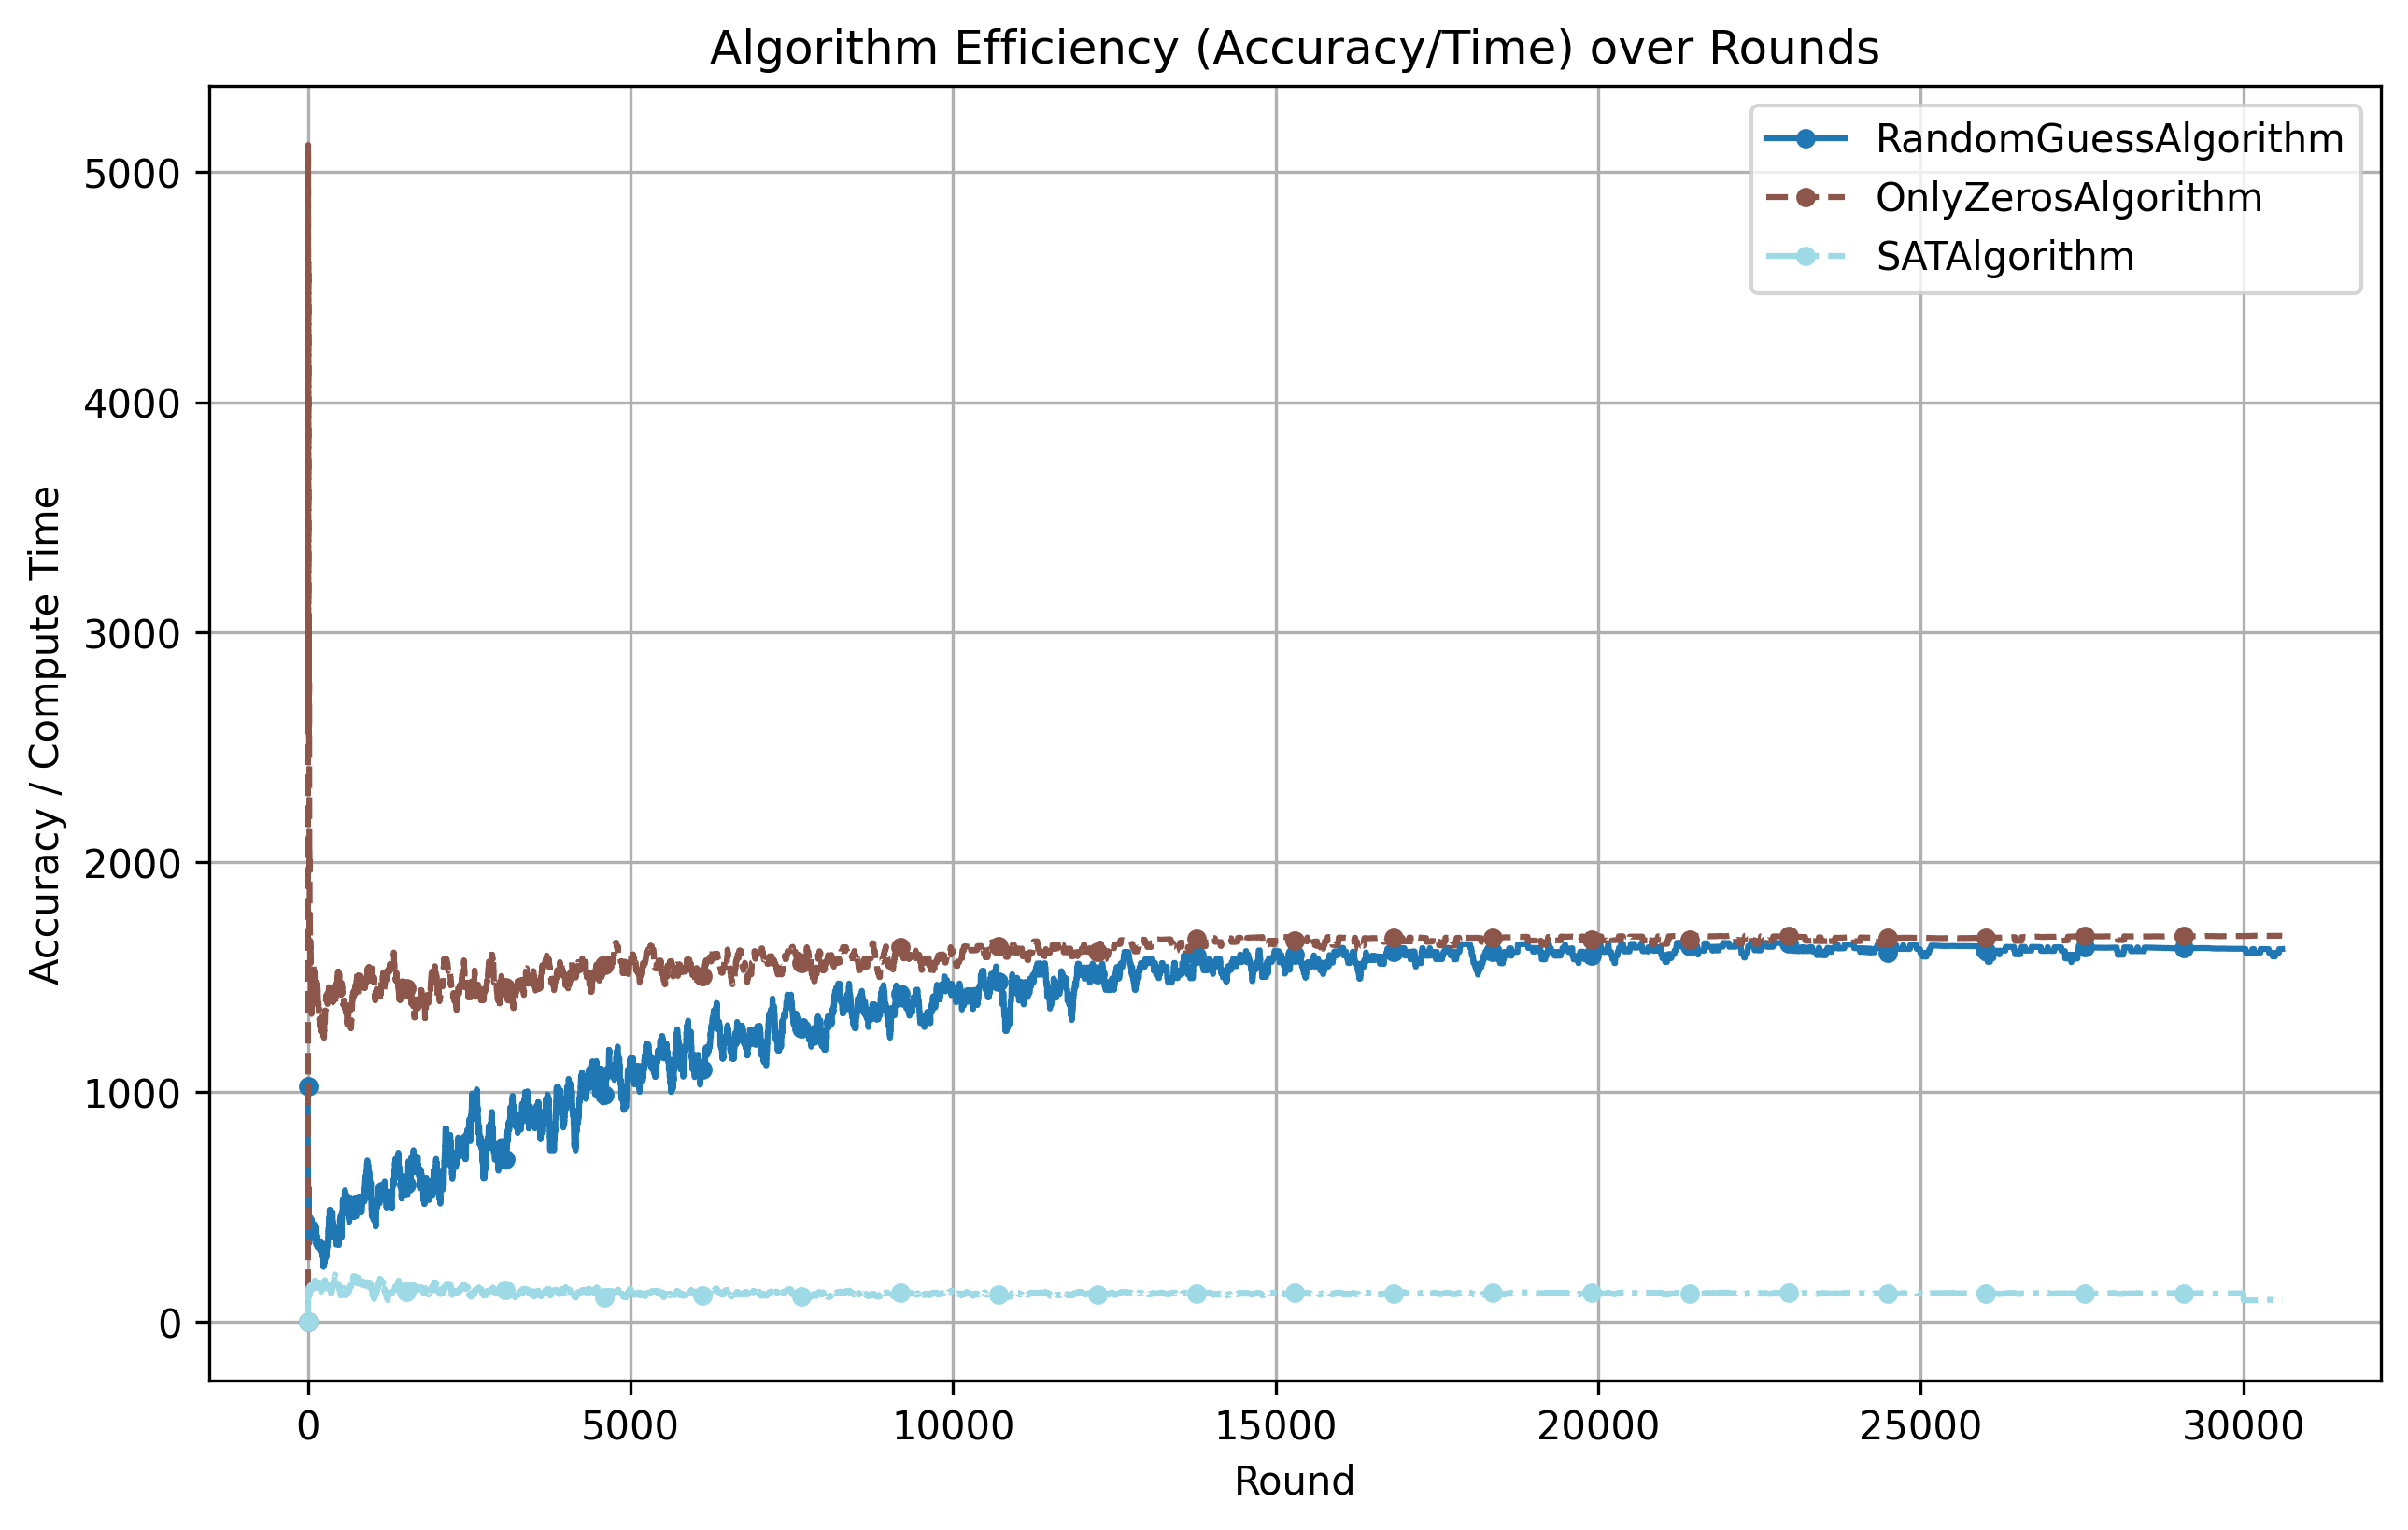 Algorithm Efficiency (Accuracy/Time) over Rounds
RandomGuessAlgorithm
OnlyZerosAlgorithm
SATAlgorithm
Accuracy / Compute Time
5000
4000
3000
2000
1000
0
0 5000 10000 15000 20000 25000 30000
Round